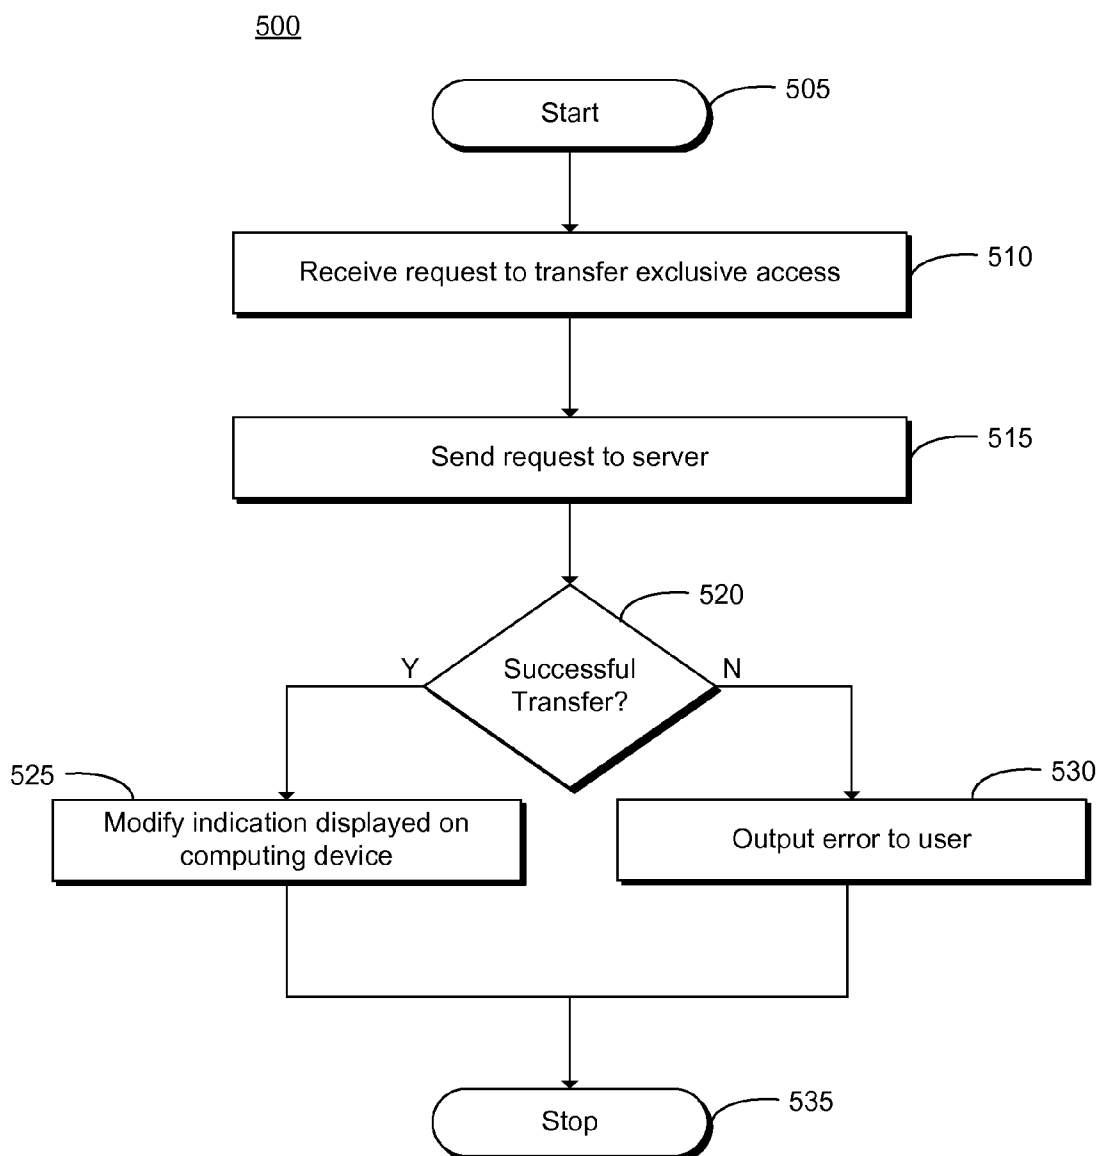 500
Start
505
Receive request to transfer exclusive access
510
Send request to server
515
520
Y
Successful
Transfer?
N
525
Modify indication displayed on
computing device
530
Output error to user
Stop
535